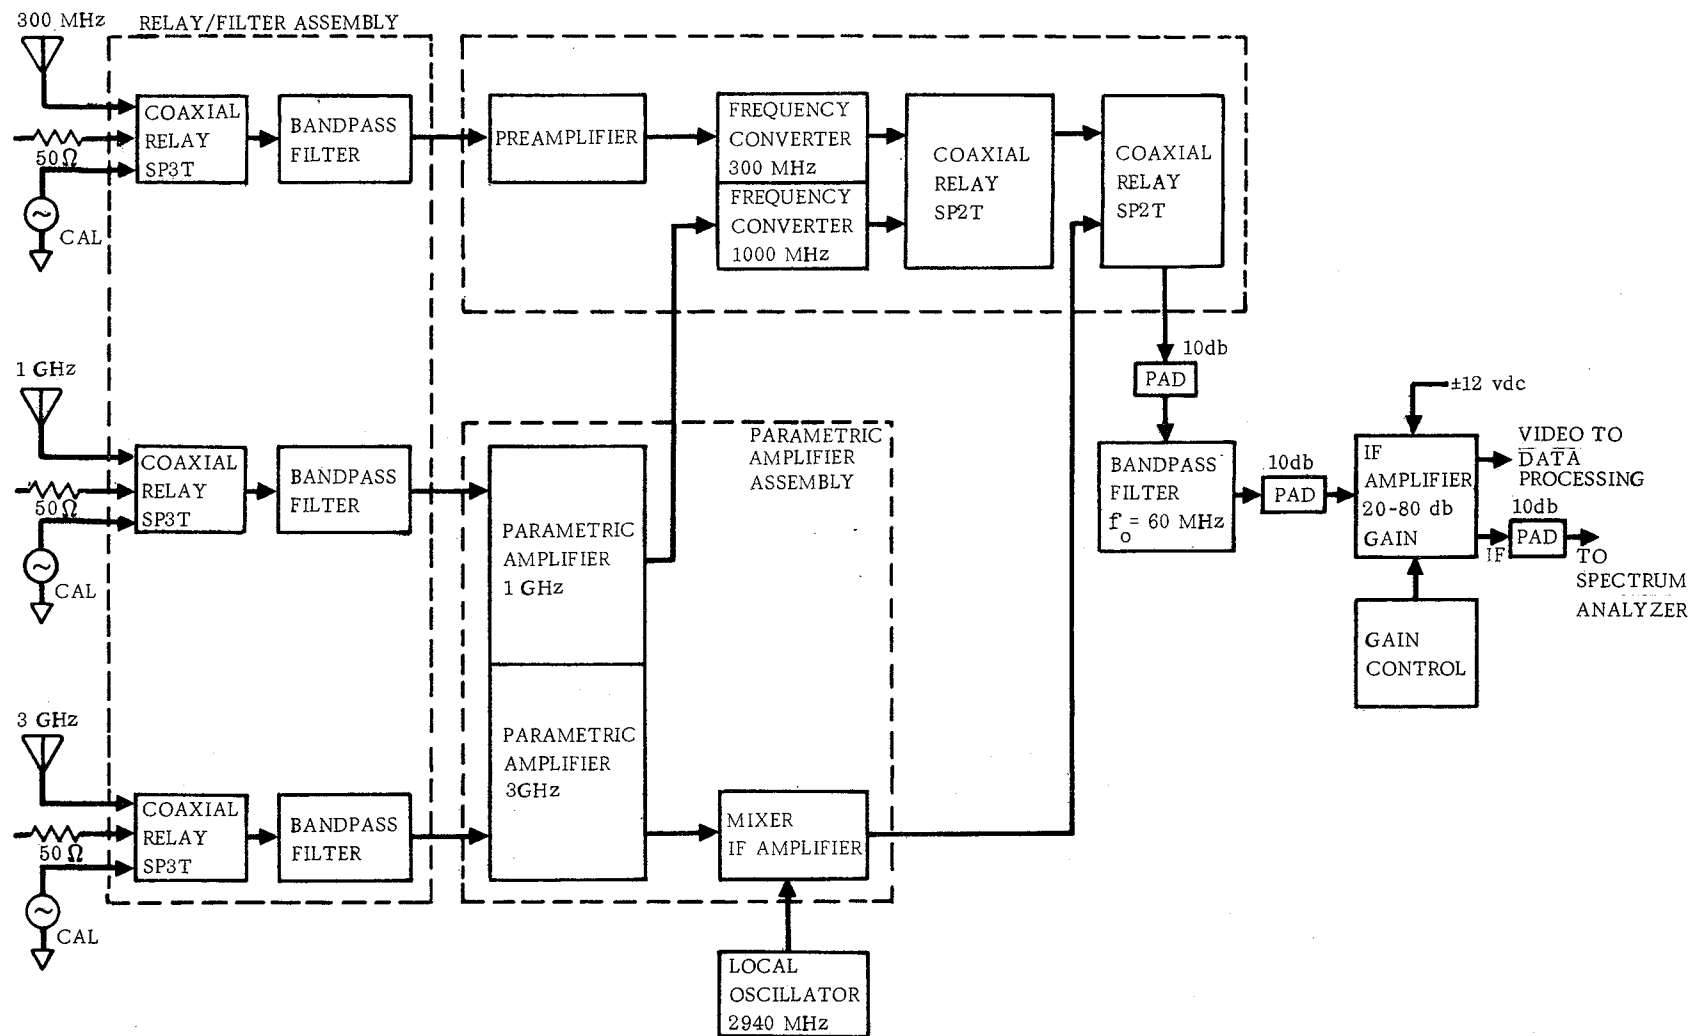 300 MHz
RELAY/FILTER ASSEMBLY
COAXIAL
RELAY
SP3T
50Ω
CAL
BANDPASS
FILTER
PREAMPLIFIER
FREQUENCY
CONVERTER
300 MHz
FREQUENCY
CONVERTER
1000 MHz
COAXIAL
RELAY
SP2T
COAXIAL
RELAY
SP2T
10db
PAD
1 GHz
COAXIAL
RELAY
SP3T
50Ω
CAL
BANDPASS
FILTER
PARAMETRIC
AMPLIFIER
ASSEMBLY
PARAMETRIC
AMPLIFIER
1 GHz
BANDPASS
FILTER
fo = 60 MHz
10db
PAD
±12 vdc
IF
AMPLIFIER
20-80 db
GAIN
VIDEO TO
DATA
PROCESSING
10db
PAD
IF
TO
SPECTRUM
ANALYZER
GAIN
CONTROL
3 GHz
COAXIAL
RELAY
SP3T
50Ω
CAL
BANDPASS
FILTER
PARAMETRIC
AMPLIFIER
3GHz
MIXER
IF AMPLIFIER
LOCAL
OSCILLATOR
2940 MHz